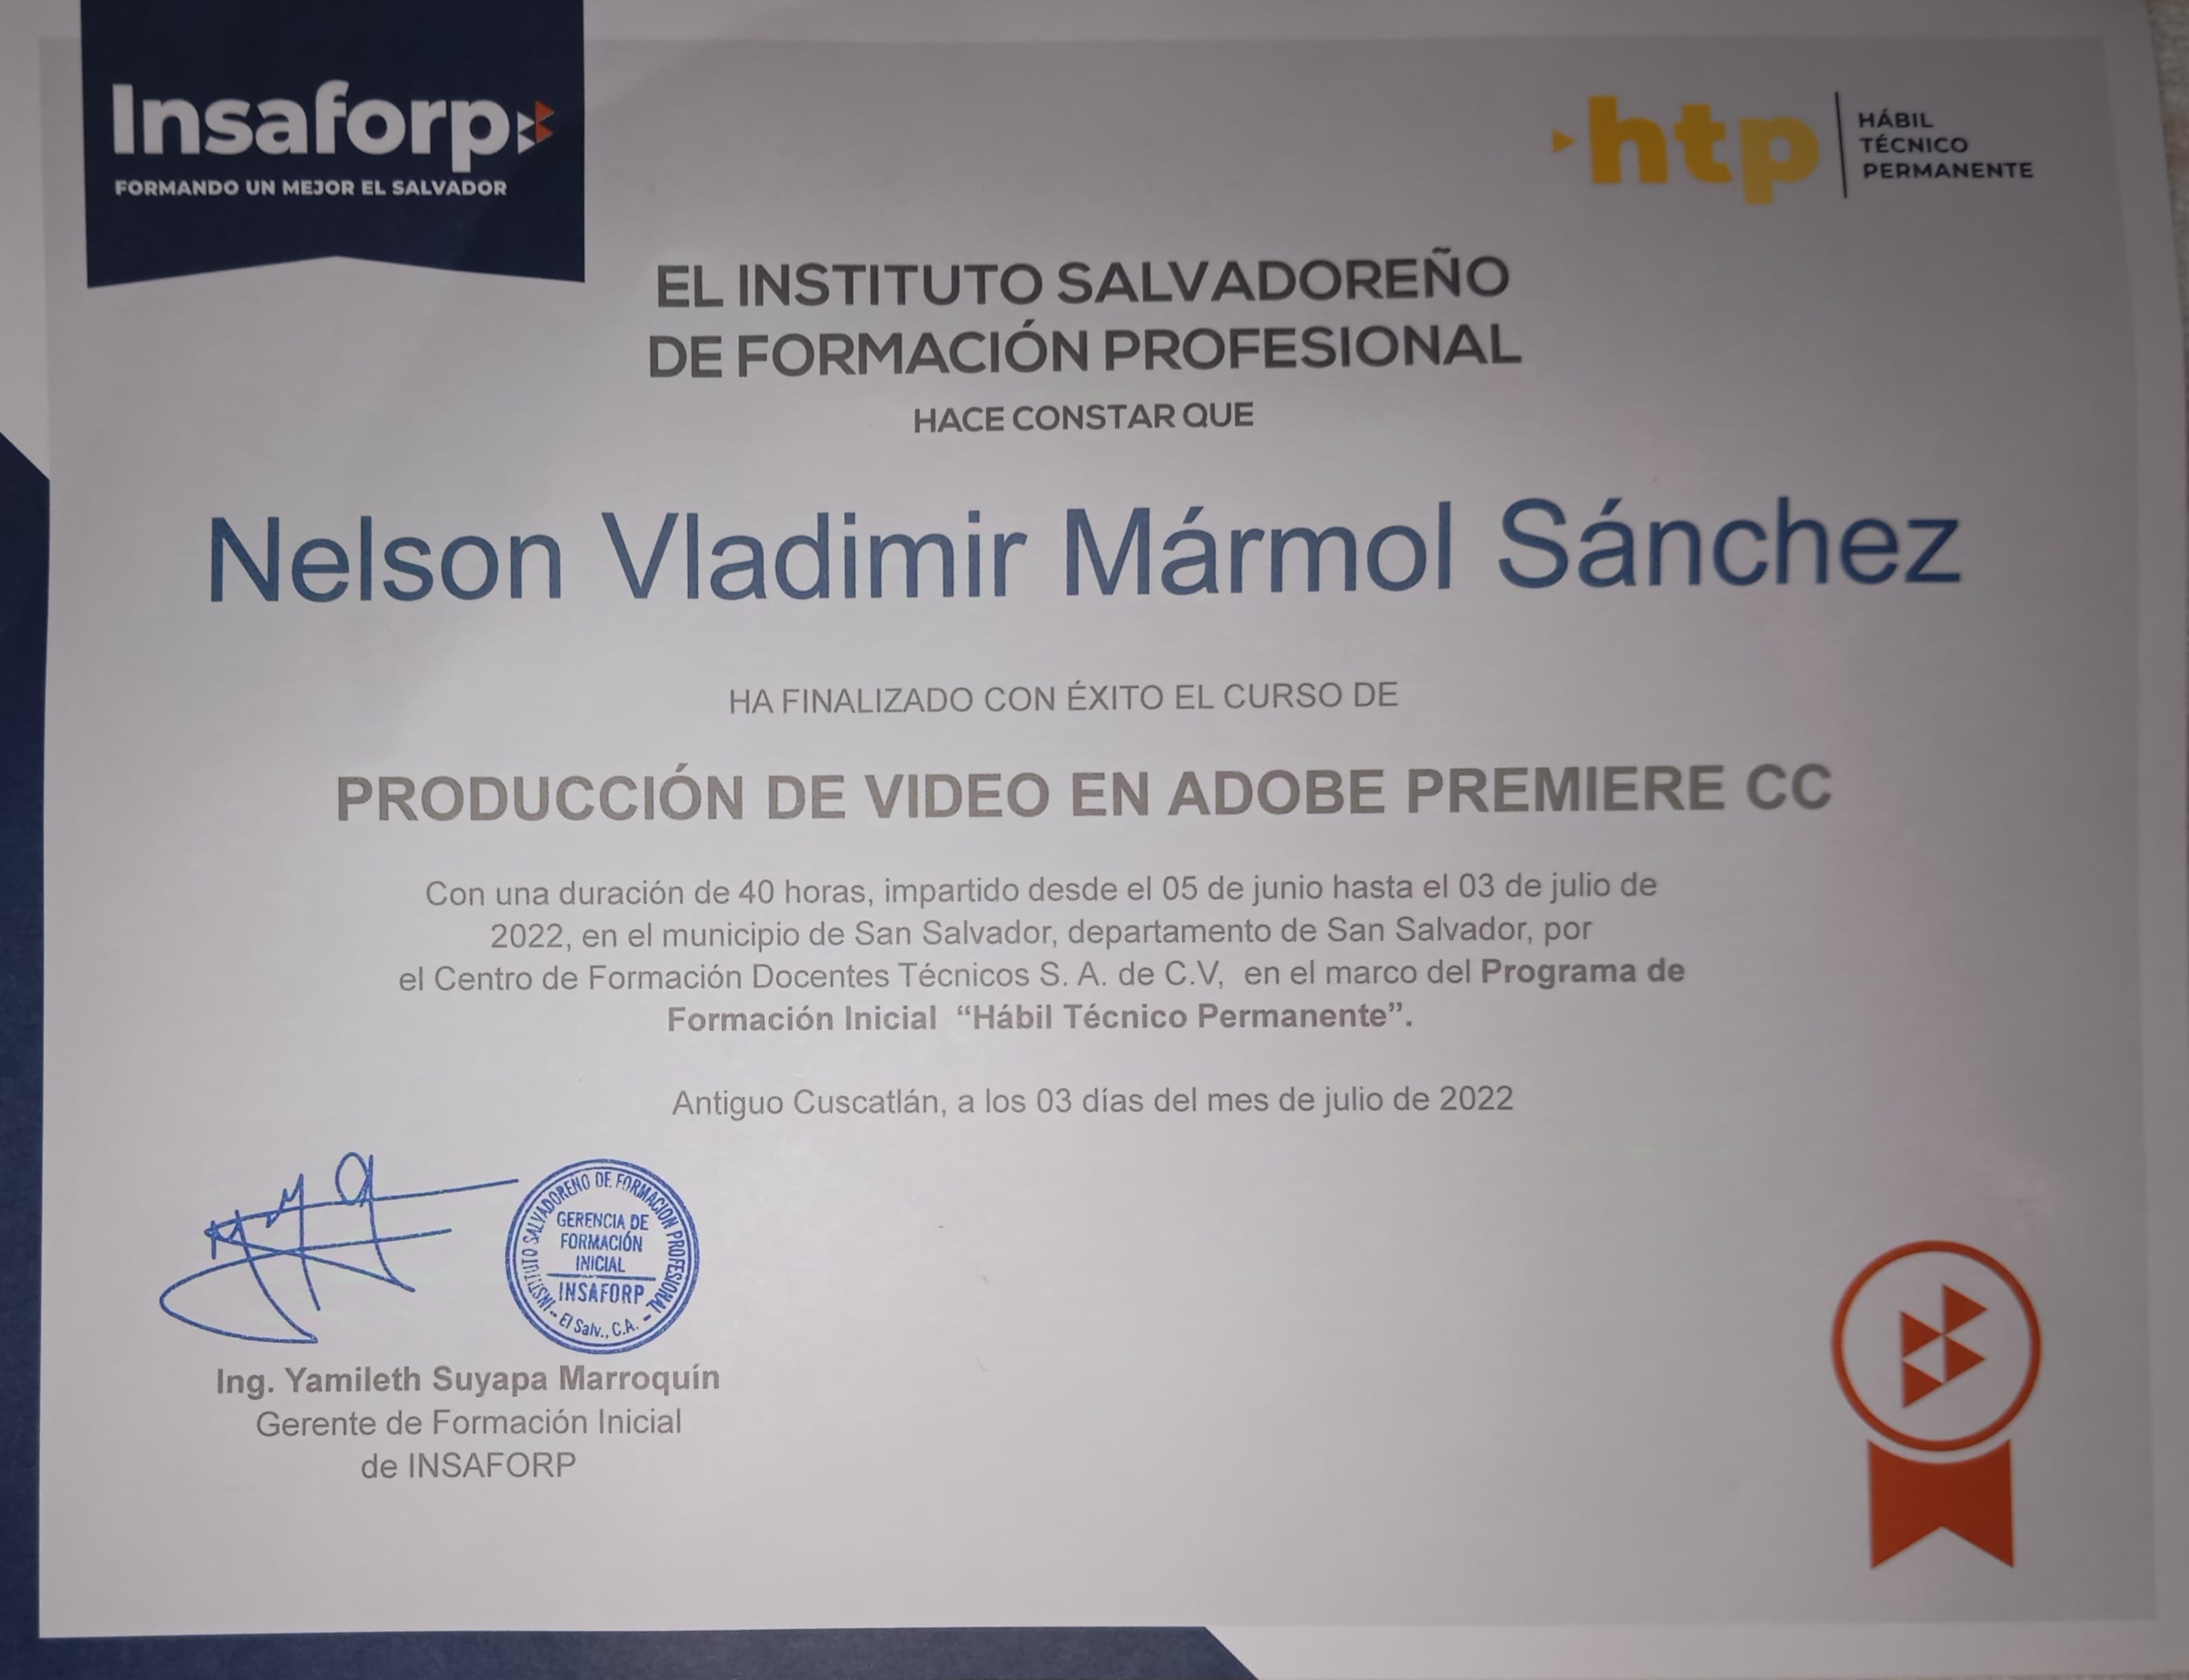 Insaforp
FORMANDO UN MEJOR EL SALVADOR
htp
HÁBIL
TÉCNICO
PERMANENTE
EL INSTITUTO SALVADOREÑO
DE FORMACIÓN PROFESIONAL
HACE CONSTAR QUE
Nelson Vladimir Mármol Sánchez
HA FINALIZADO CON ÉXITO EL CURSO DE
PRODUCCIÓN DE VIDEO EN ADOBE PREMIERE CC
Con una duración de 40 horas, impartido desde el 05 de junio hasta el 03 de julio de
2022, en el municipio de San Salvador, departamento de San Salvador, por
el Centro de Formación Docentes Técnicos S. A. de C.V, en el marco del Programa de
Formación Inicial “Hábil Técnico Permanente”.
Antiguo Cuscatlán, a los 03 días del mes de julio de 2022
INSTITUTO SALVADOREÑO DE FORMACION PROFESIONAL
GERENCIA DE
FORMACIÓN
INICIAL
INSAFORP
- El Salv., C.A. -
Ing. Yamileth Suyapa Marroquín
Gerente de Formación Inicial
de INSAFORP